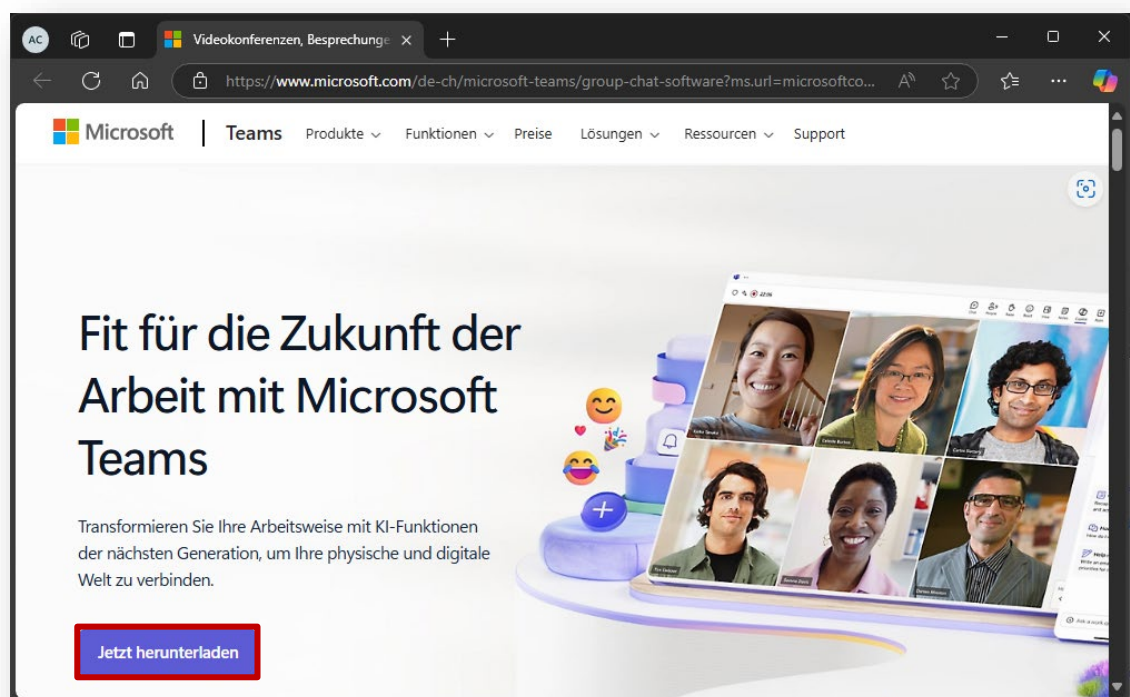 AC
Videokonferenzen, Besprechunge
https://www.microsoft.com/de-ch/microsoft-teams/group-chat-software?ms.url=microsoftco...
Microsoft Teams Produkte Funktionen Preise Lösungen Ressourcen Support
Fit für die Zukunft der
Arbeit mit Microsoft
Teams
Transformieren Sie Ihre Arbeitsweise mit KI-Funktionen
der nächsten Generation, um Ihre physische und digitale
Welt zu verbinden.
Jetzt herunterladen